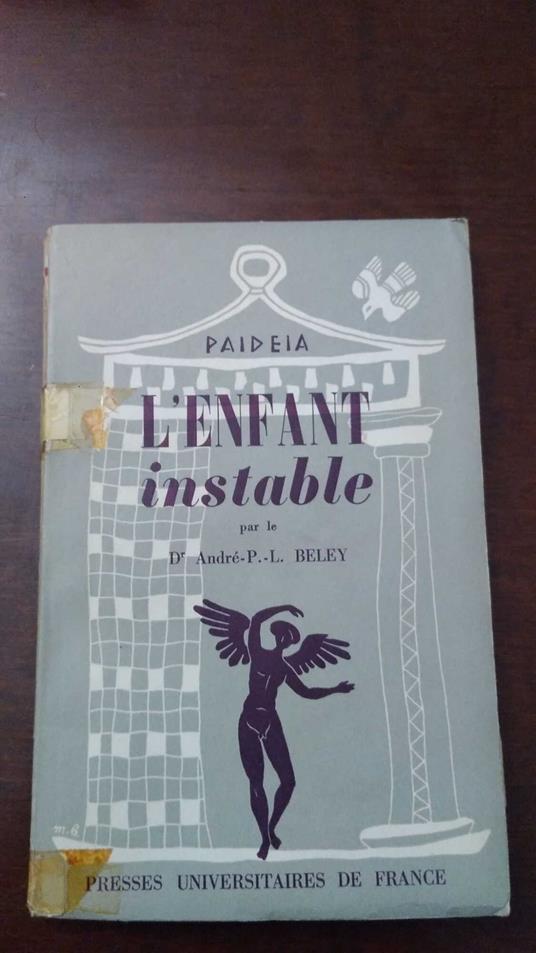 PAIDEIA
L'ENFANT
instable
par le
Dr André-P.-L. BELEY
m.b
PRESSES UNIVERSITAIRES DE FRANCE